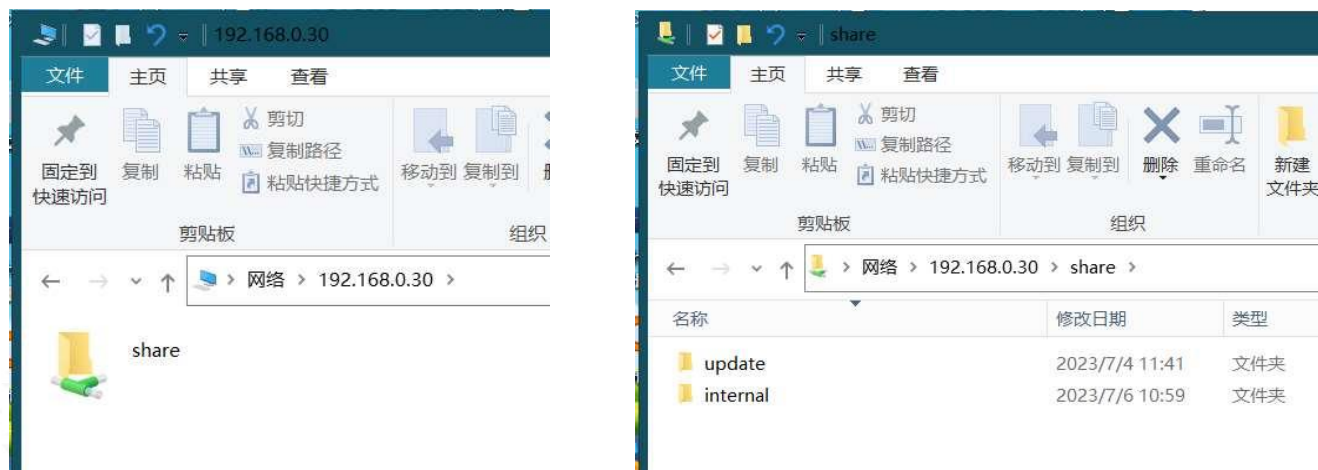 192.168.0.30
文件 主页 共享 查看
固定到
快速访问
复制
粘贴
剪切
复制路径
粘贴快捷方式
移动到 复制到
剪贴板
组织
网络 192.168.0.30
share
share
文件 主页 共享 查看
固定到
快速访问
复制
粘贴
剪切
复制路径
粘贴快捷方式
移动到 复制到 删除 重命名
新建
文件夹
剪贴板
组织
网络 192.168.0.30 share
名称 修改日期 类型
update 2023/7/4 11:41 文件夹
internal 2023/7/6 10:59 文件夹